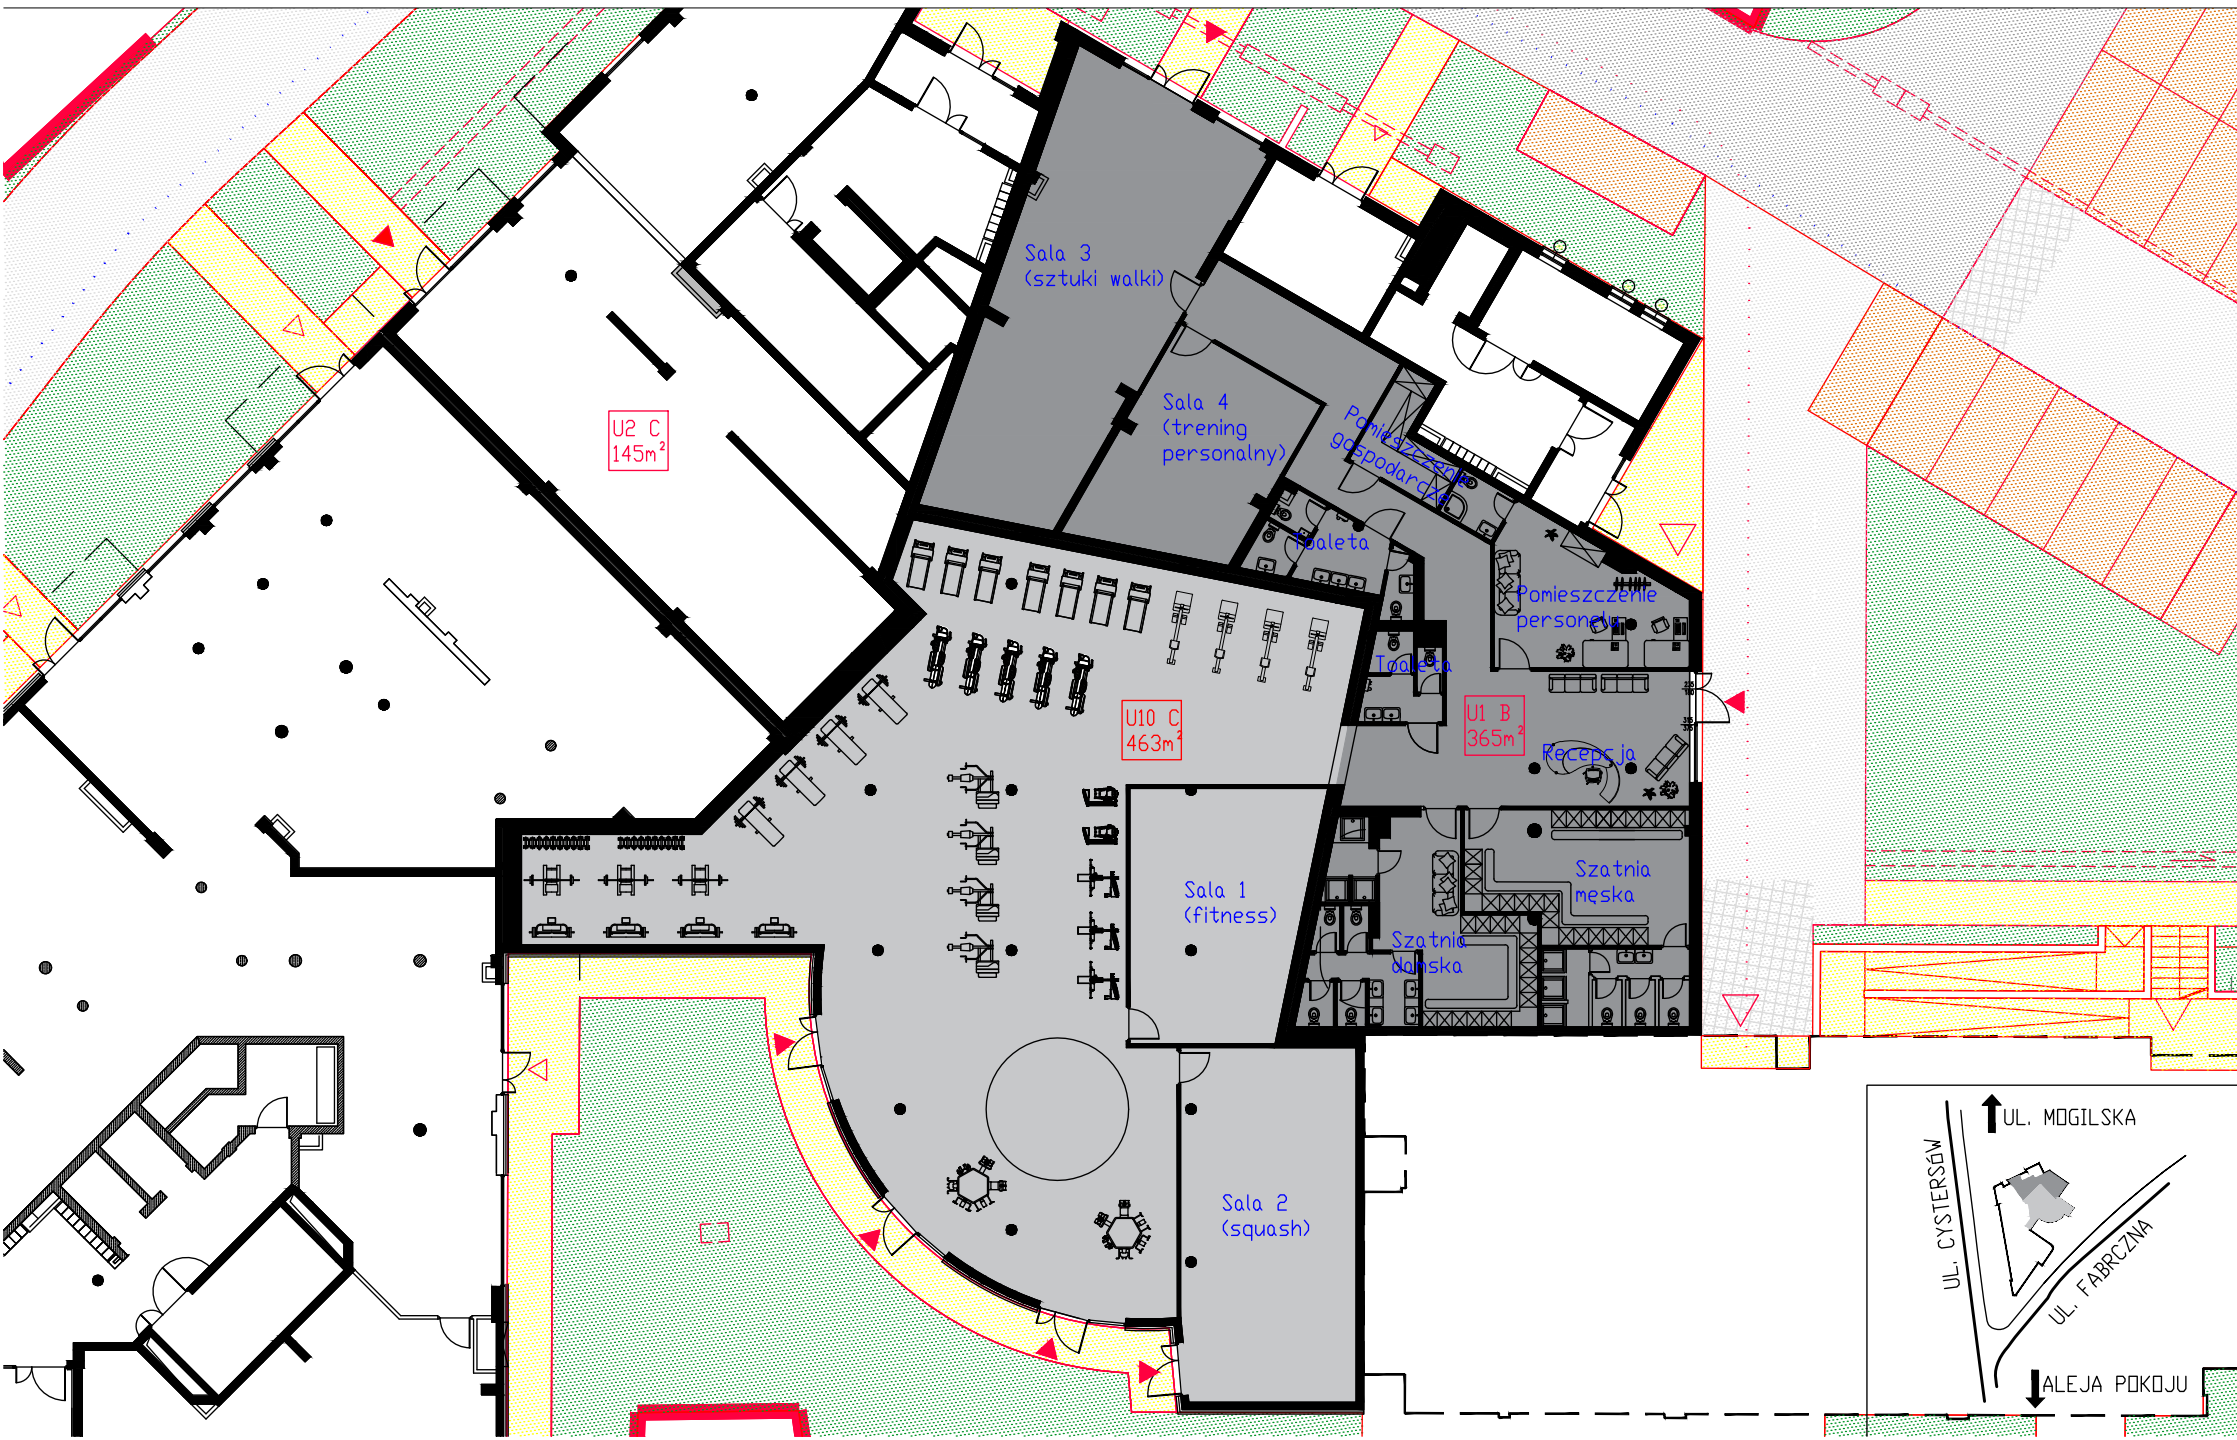 Sala 3
(sztuki walki)
Sala 4
(trening
personalny)
U2 C
145m²
Pomieszczenie
gospodarcze
Toaleta
Pomieszczenie
personelu
Toaleta
U10 C
463m²
U1 B
365m²
Recepcja
Sala 1
(fitness)
Szatnia
męska
Szatnia
damska
Sala 2
(squash)
UL. MOGILSKA
UL. CYSTERSÓW
UL. FABRCZNA
ALEJA POKOJU